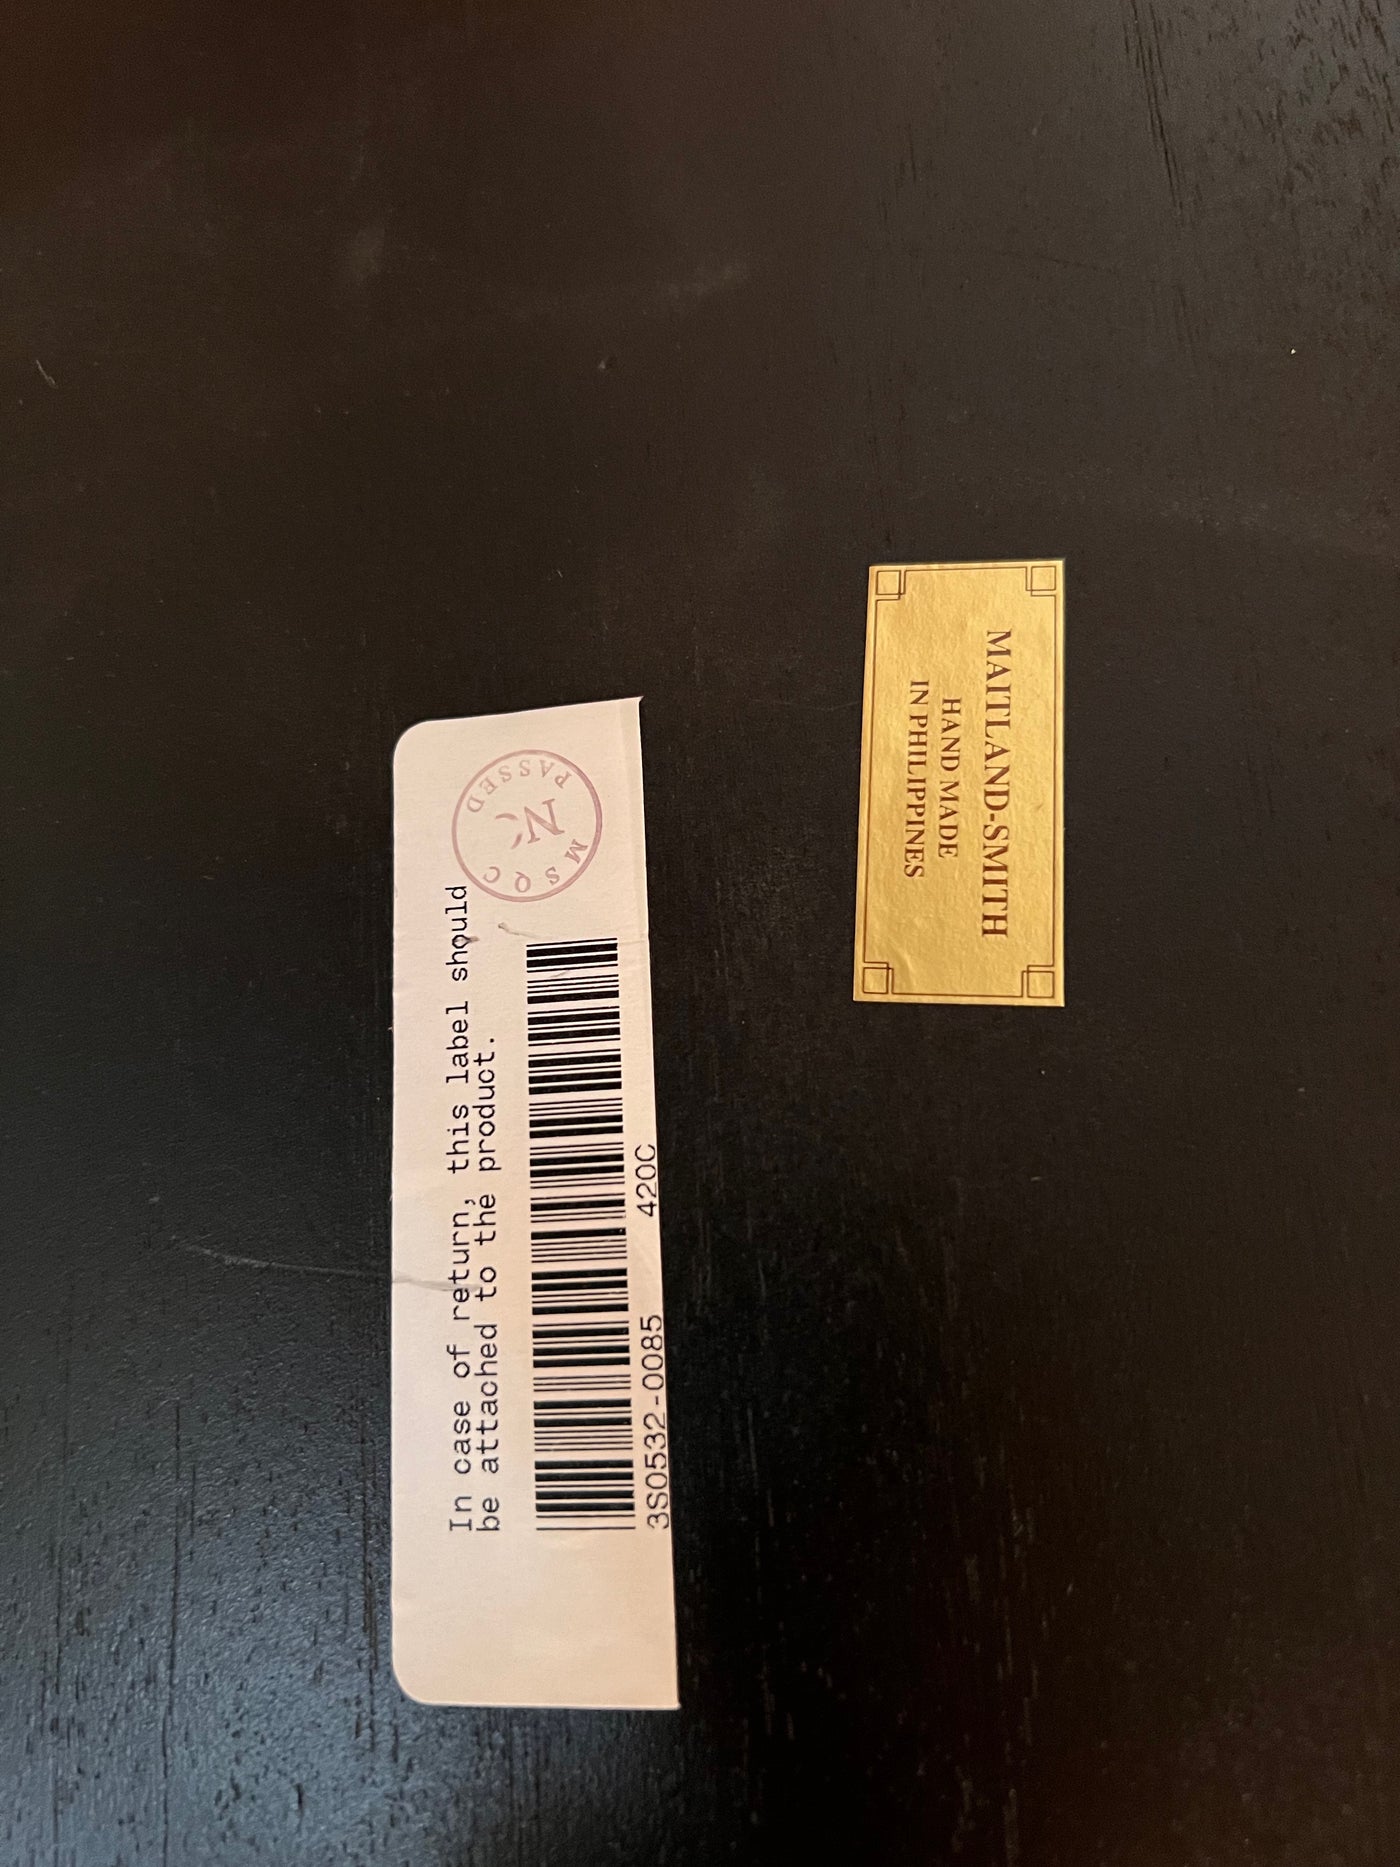 In case of return, this label should
be attached to the product.
3S0532-0085 420C
MSQC
N
PASSED
MAITLAND-SMITH
HAND MADE
IN PHILIPPINES